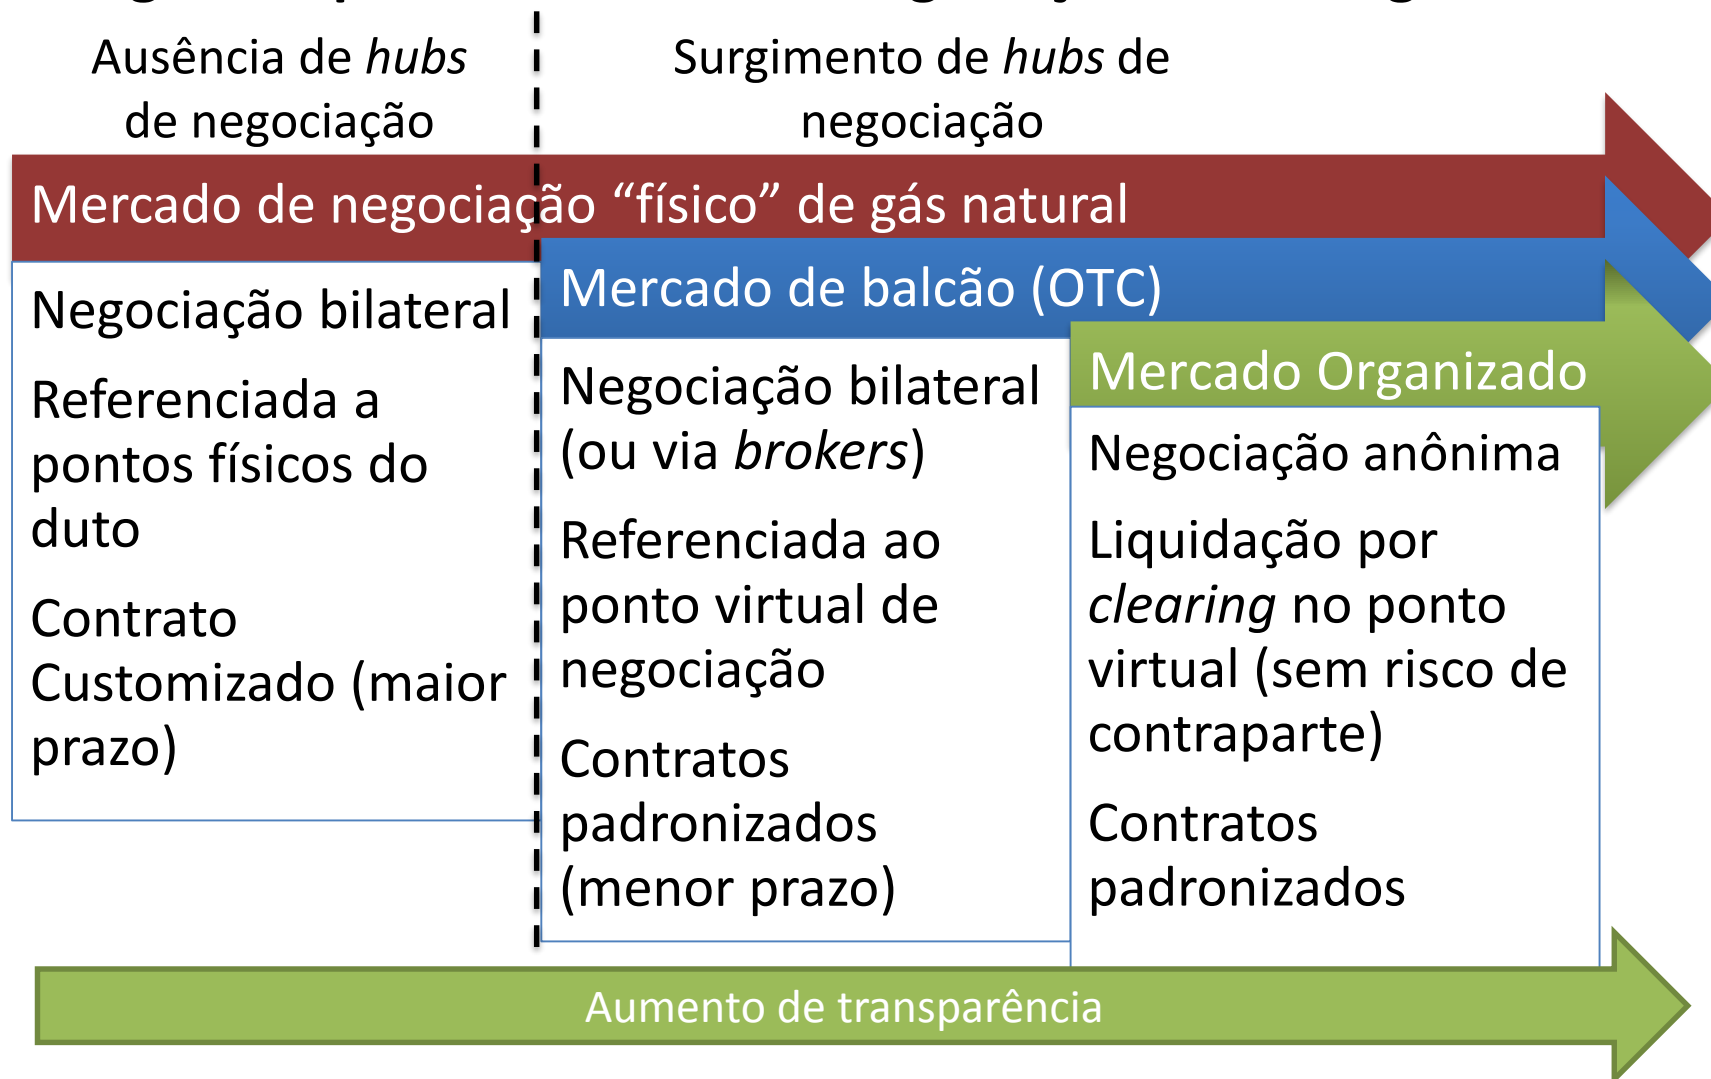 Ausência de hubs
de negociação
Surgimento de hubs de
negociação
Mercado de negociação “físico” de gás natural
Negociação bilateral
Referenciada a
pontos físicos do
duto
Contrato
Customizado (maior
prazo)
Mercado de balcão (OTC)
Negociação bilateral
(ou via brokers)
Referenciada ao
ponto virtual de
negociação
Contratos
padronizados
(menor prazo)
Mercado Organizado
Negociação anônima
Liquidação por
clearing no ponto
virtual (sem risco de
contraparte)
Contratos
padronizados
Aumento de transparência